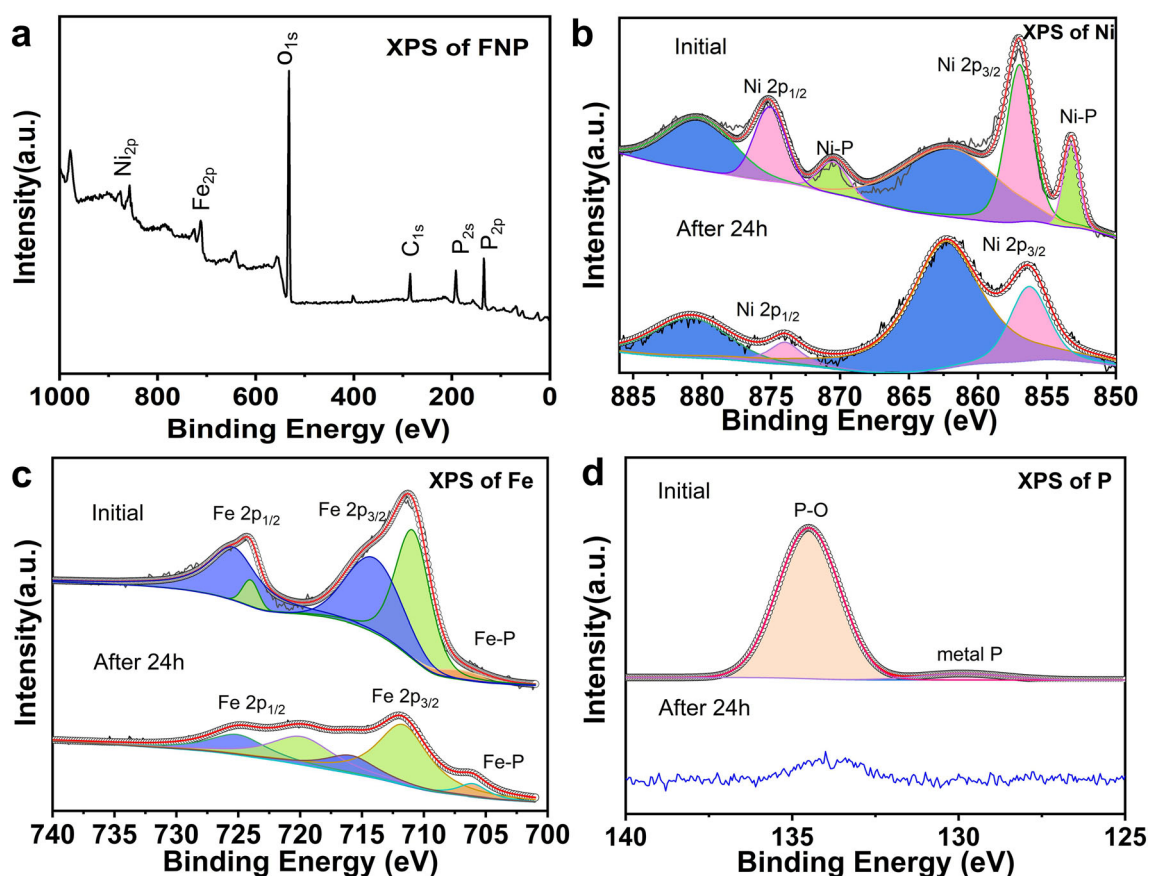 a
XPS of FNP
Ni2p
Fe2p
O1s
C1s
P2s
P2p
Intensity(a.u.)
1000 800 600 400 200 0
Binding Energy (eV)
b
XPS of Ni
Initial
Ni 2p1/2
Ni-P
Ni 2p3/2
Ni-P
After 24h
Ni 2p1/2
Ni 2p3/2
Intensity(a.u.)
885 880 875 870 865 860 855 850
Binding Energy (eV)
c
XPS of Fe
Initial
Fe 2p1/2
Fe 2p3/2
Fe-P
After 24h
Fe 2p1/2
Fe 2p3/2
Fe-P
Intensity(a.u.)
740 730 725 720 715 710 705 700
Binding Energy (eV)
d
XPS of P
Initial
P-O
metal P
After 24h
Intensity(a.u.)
140 135 130 125
Binding Energy (eV)